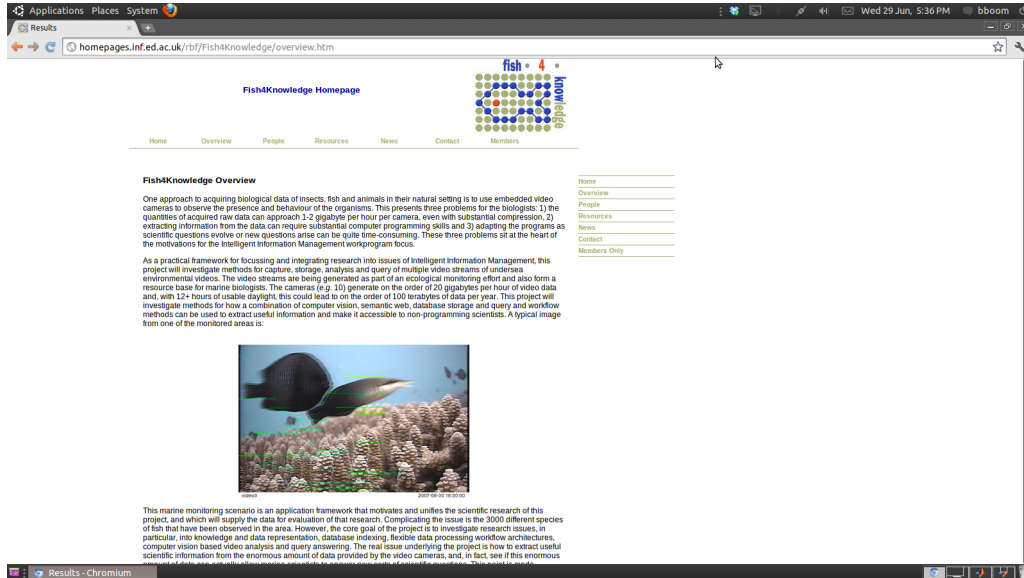 Applications Places System
Wed 29 Jun, 5:36 PM
bboom
Results
homepages.inf.ed.ac.uk/rbf/Fish4Knowledge/overview.htm
fish 4
knowledge
Fish4Knowledge Homepage
Home Overview People Resources News Contact Members
Fish4Knowledge Overview
One approach to acquiring biological data of insects, fish and animals in their natural setting is to use embedded video
cameras to observe the presence and behaviour of the organisms. This presents three problems for the biologists: 1) the
quantities of acquired raw data can approach 1-2 gigabyte per hour per camera, even with substantial compression, 2)
extracting information from the data can require substantial computer programming skills and 3) adapting the programs as
scientific questions evolve or new questions arise can be quite time-consuming. These three problems sit at the heart of
the motivations for the Intelligent Information Management workprogram focus.
As a practical framework for focussing and integrating research into issues of Intelligent Information Management, this
project will investigate methods for capture, storage, analysis and query of multiple video streams of undersea
environmental videos. The video streams are being generated as part of an ecological monitoring effort and also form a
resource base for marine biologists. The cameras (e.g. 10) generate on the order of 20 gigabytes per hour of video data
and, with 12+ hours of usable daylight, this could lead to on the order of 100 terabytes of data per year. This project will
investigate methods for how a combination of computer vision, semantic web, database storage and query and workflow
methods can be used to extract useful information and make it accessible to non-programming scientists. A typical image
from one of the monitored areas is:
Home
Overview
People
Resources
News
Contact
Members Only
video3 2007-05-30 16:30:00
This marine monitoring scenario is an application framework that motivates and unifies the scientific research of this
project, and which will supply the data for evaluation of that research. Complicating the issue is the 3000 different species
of fish that have been observed in the area. However, the core goal of the project is to investigate research issues, in
particular, into knowledge and data representation, database indexing, flexible data processing workflow architectures,
computer vision based video analysis and query answering. The real issue underlying the project is how to extract useful
scientific information from the enormous amount of data provided by the video cameras, and, in fact, see if this enormous
Results - Chromium